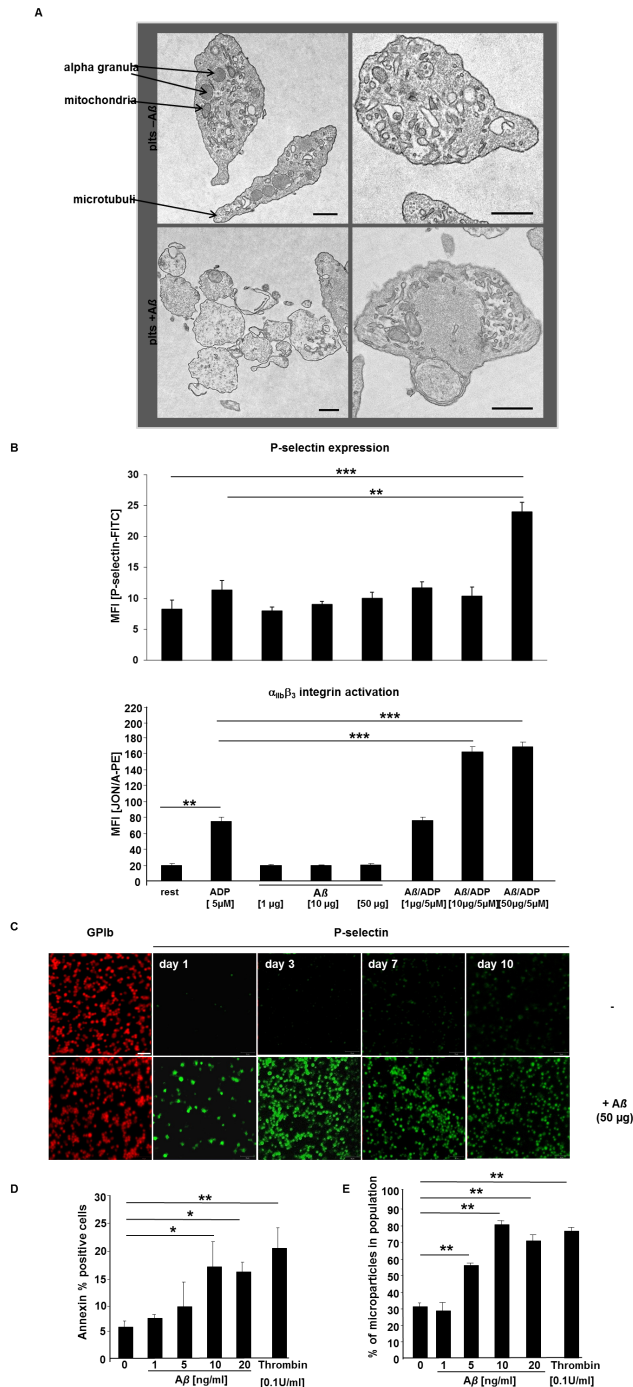 A
alpha granula
mitochondria
microtubuli
plts –Aß
plts +Aß
B
P-selectin expression
MFI [P-selectin-FITC]
30
25
20
15
10
5
0
***
**
αIIbβ3 integrin activation
MFI [JON/A-PE]
220
200
180
160
140
120
100
80
60
40
20
0
***
***
**
rest
ADP
[ 5µM]
Aß
[1 µg]
[10 µg]
[50 µg]
Aß/ADP
[1µg/5µM]
Aß/ADP
[10µg/5µM]
Aß/ADP
[50µg/5µM]
C
GPIb
P-selectin
day 1
day 3
day 7
day 10
-
+ Aß
(50 µg)
D
Annexin % positive cells
30
25
20
15
10
5
0
**
*
*
0
1
5
10
20
Thrombin
Aβ [ng/ml]
[0.1U/ml]
E
% of microparticles in population
100
90
80
70
60
50
40
30
20
10
0
**
**
**
**
0
1
5
10
20
Thrombin
Aβ [ng/ml]
[0.1U/ml]